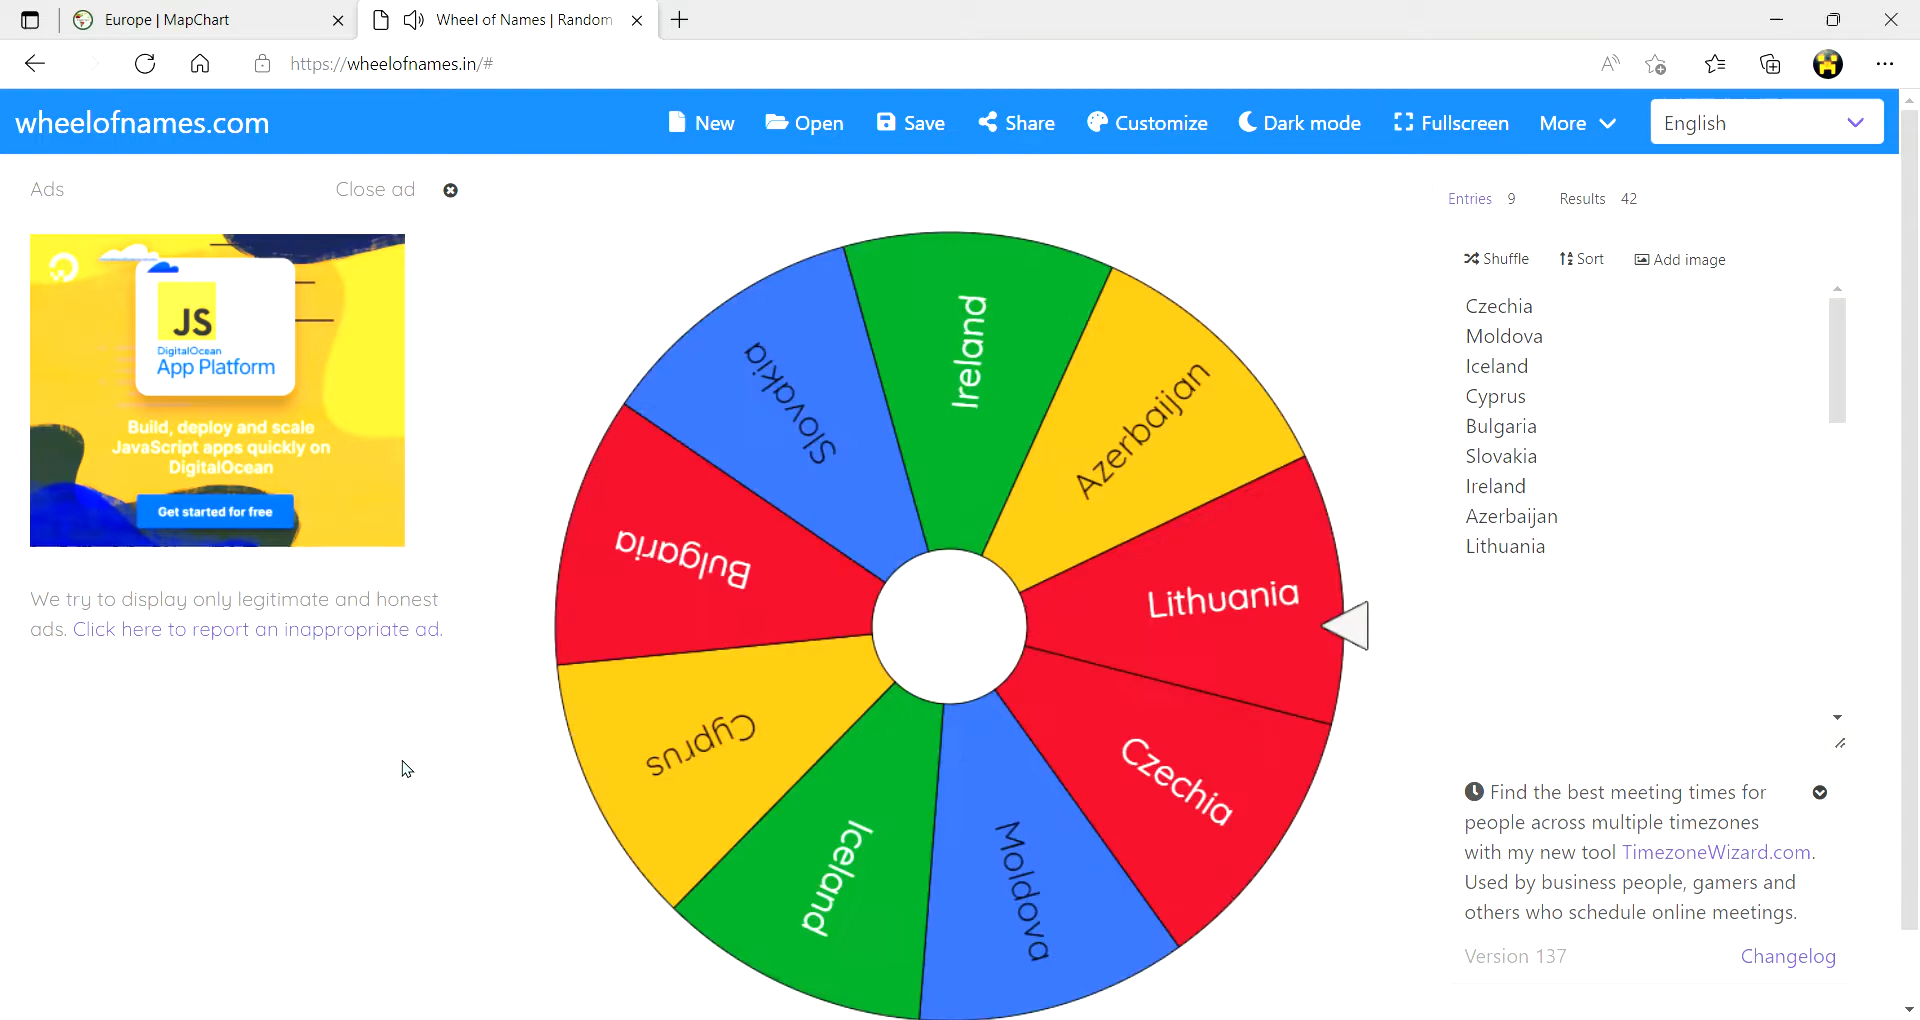 Europe | MapChart
Wheel of Names | Random
https://wheelofnames.in/#
wheelofnames.com
New
Open
Save
Share
Customize
Dark mode
Fullscreen
More
English
Ads
Close ad
JS
DigitalOcean
App Platform
Build, deploy and scale
JavaScript apps quickly on
DigitalOcean
Get started for free
We try to display only legitimate and honest
ads. Click here to report an inappropriate ad.
Ireland
Azerbaijan
Lithuania
Czechia
Moldova
Iceland
Cyprus
Bulgaria
Slovakia
Entries 9
Results 42
Shuffle
Sort
Add image
Czechia
Moldova
Iceland
Cyprus
Bulgaria
Slovakia
Ireland
Azerbaijan
Lithuania
Find the best meeting times for
people across multiple timezones
with my new tool TimezoneWizard.com.
Used by business people, gamers and
others who schedule online meetings.
Version 137
Changelog